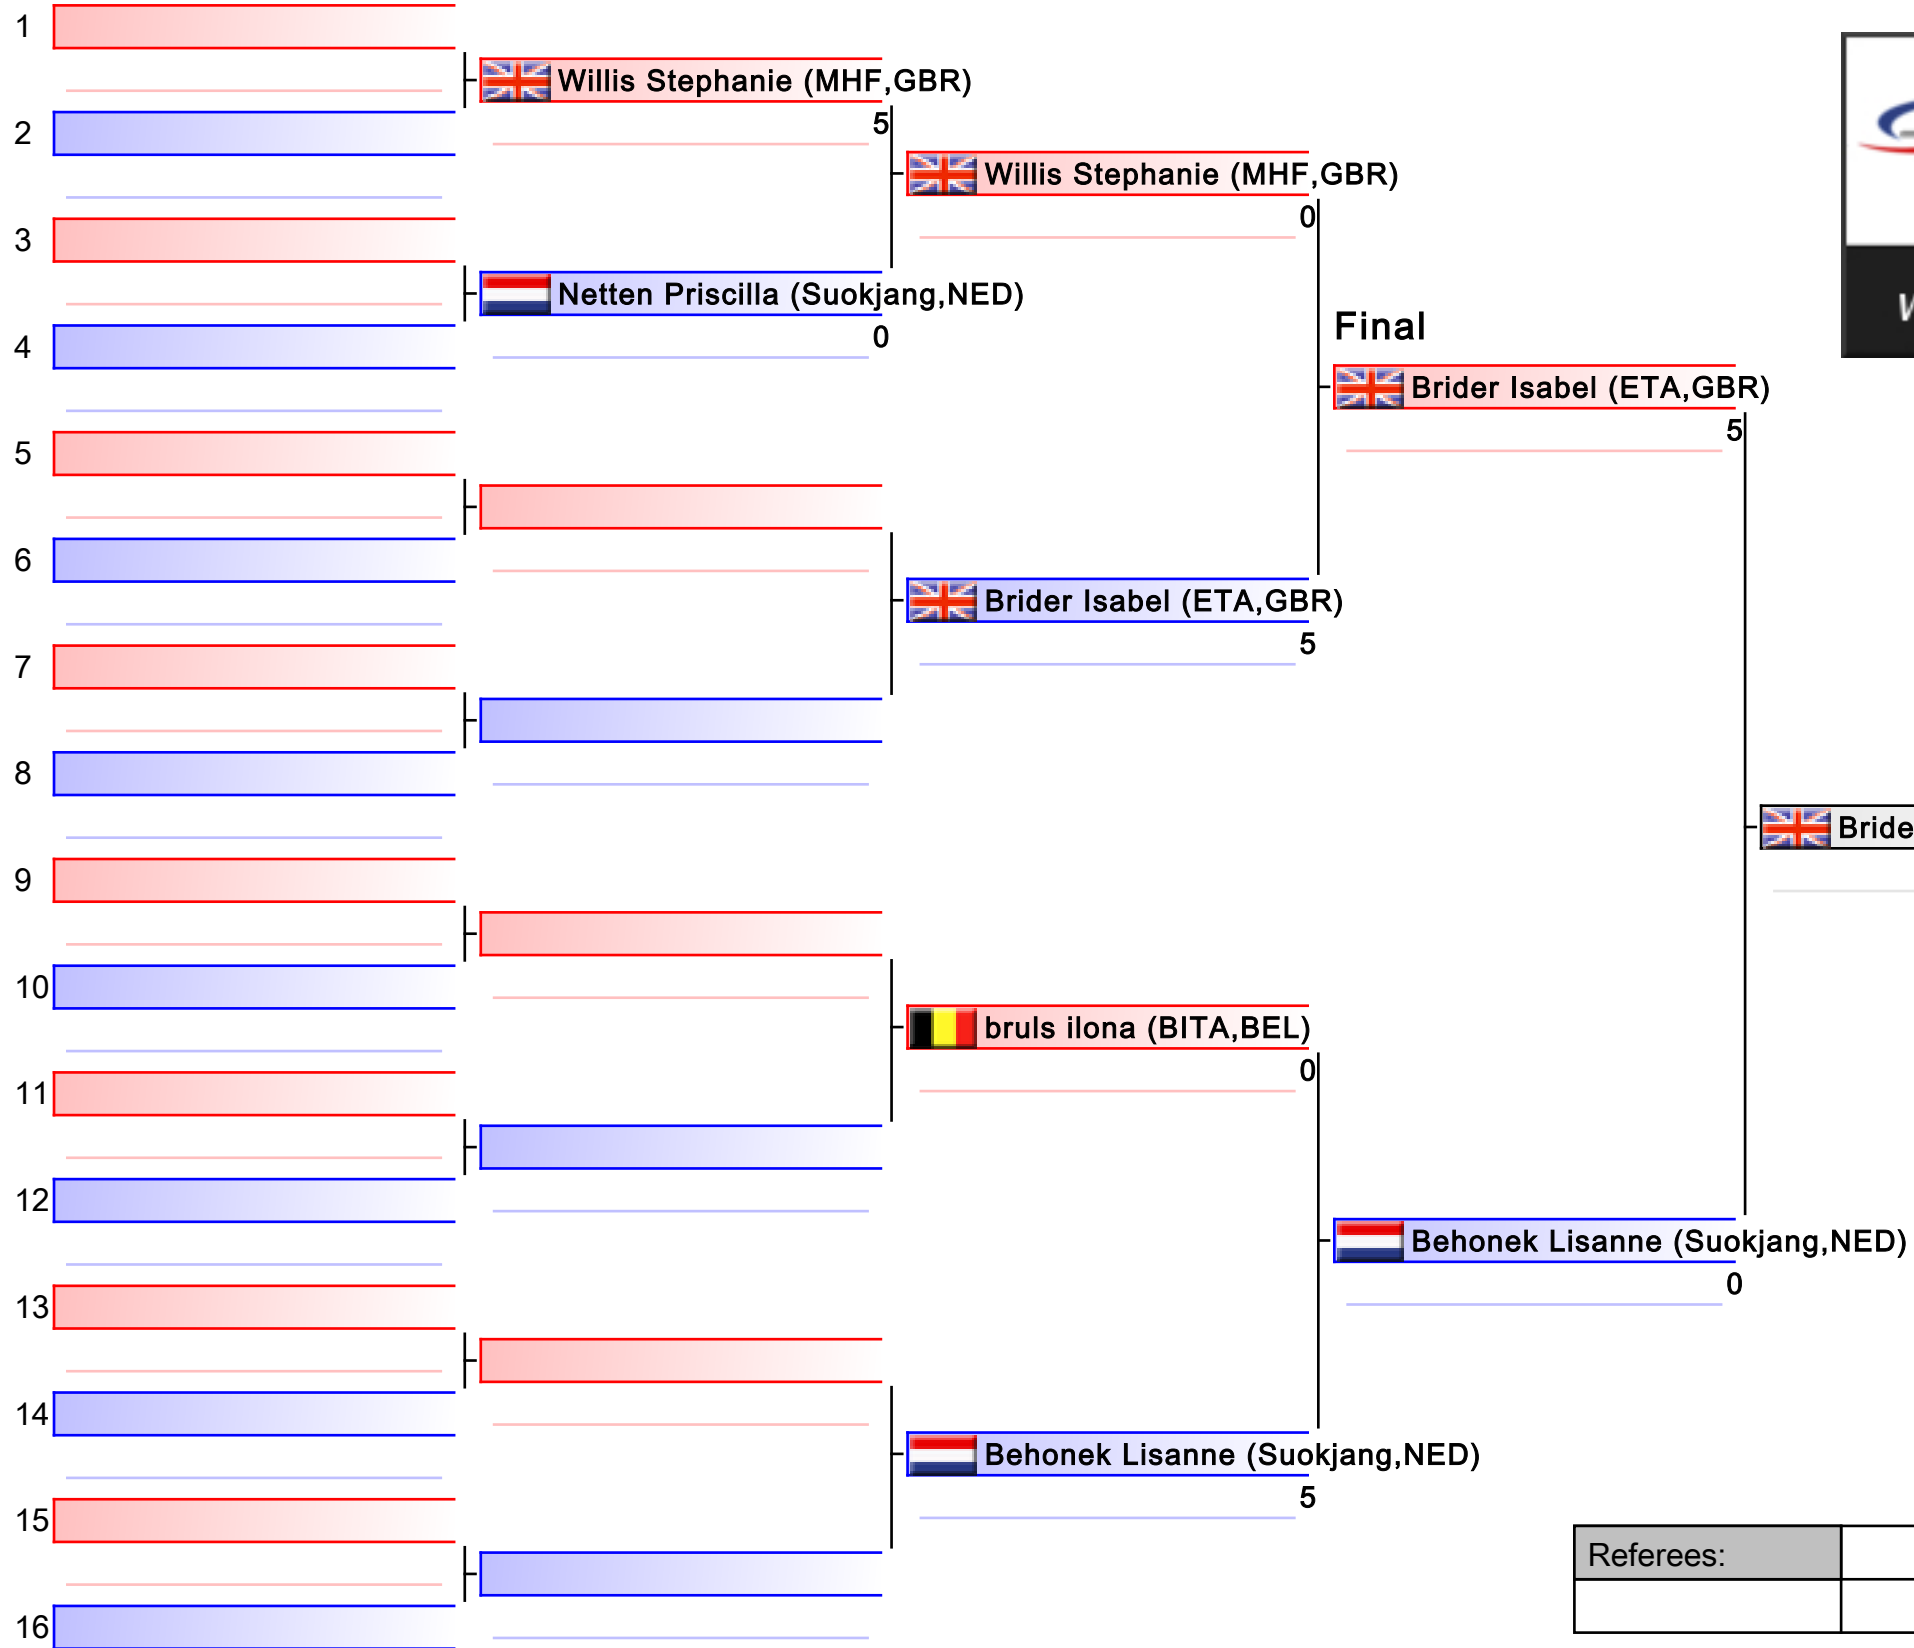 1
Willis Stephanie (MHF,GBR)
5
2
Willis Stephanie (MHF,GBR)
0
3
Netten Priscilla (Suokjang,NED)
0
4
Final
Brider Isabel (ETA,GBR)
5
5
6
Brider Isabel (ETA,GBR)
5
7
8
Bride
9
10
bruls ilona (BITA,BEL)
0
11
12
Behonek Lisanne (Suokjang,NED)
0
13
14
Behonek Lisanne (Suokjang,NED)
5
15
Referees:
16